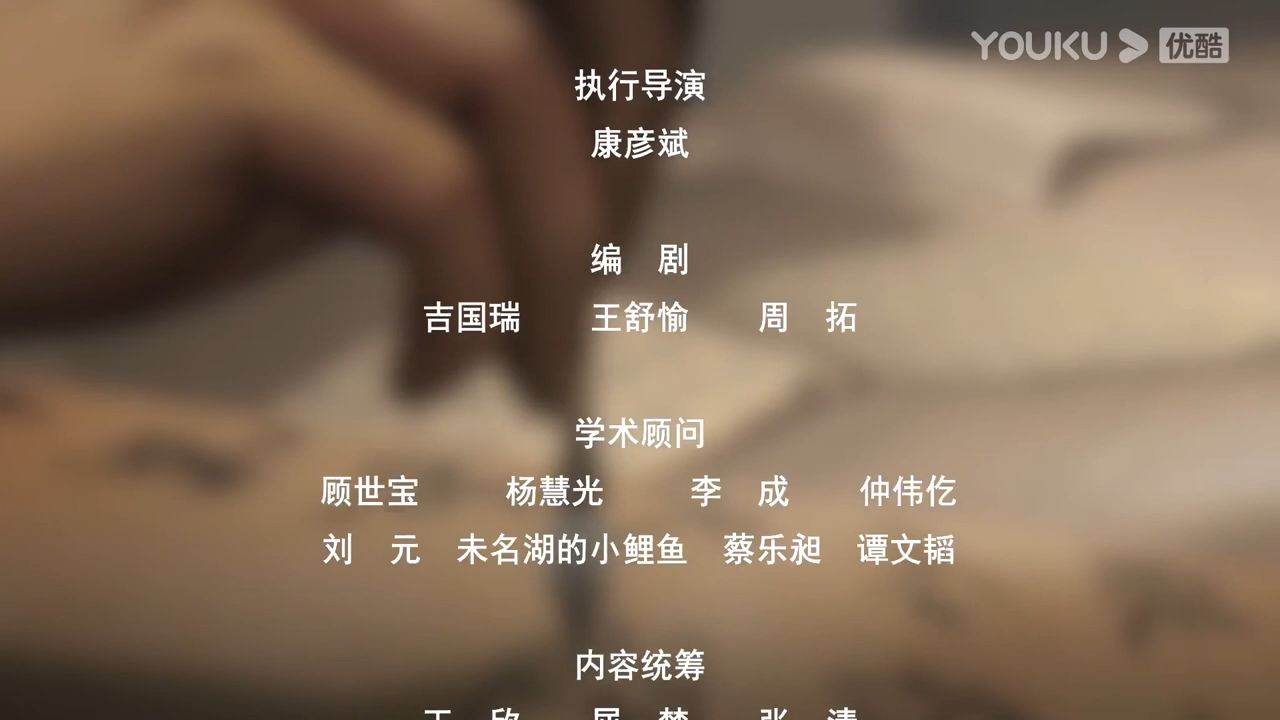 YOUKU 优酷
执行导演
康彦斌
编 剧
吉国瑞 王舒愉 周 拓
学术顾问
顾世宝 杨慧光 李 成 仲伟仡
刘 元 未名湖的小鲤鱼 蔡乐昶 谭文韬
内容统筹